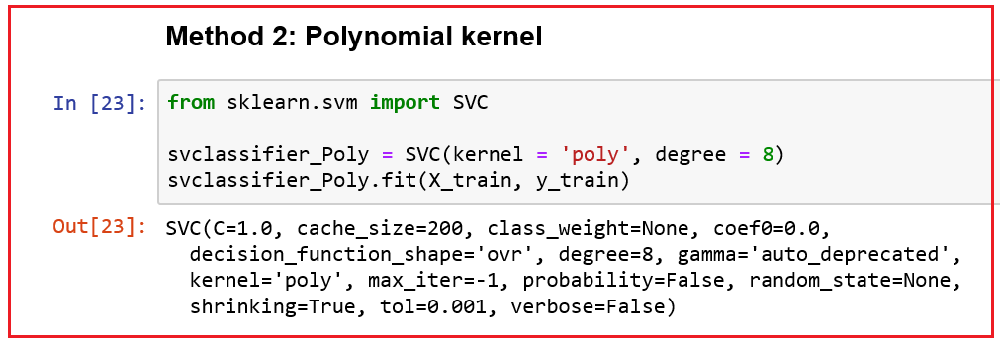 Method 2: Polynomial kernel
In [23]: from sklearn.svm import SVC
svclassifier_Poly = SVC(kernel = 'poly', degree = 8)
svclassifier_Poly.fit(X_train, y_train)
Out[23]: SVC(C=1.0, cache_size=200, class_weight=None, coef0=0.0,
decision_function_shape='ovr', degree=8, gamma='auto_deprecated',
kernel='poly', max_iter=-1, probability=False, random_state=None,
shrinking=True, tol=0.001, verbose=False)